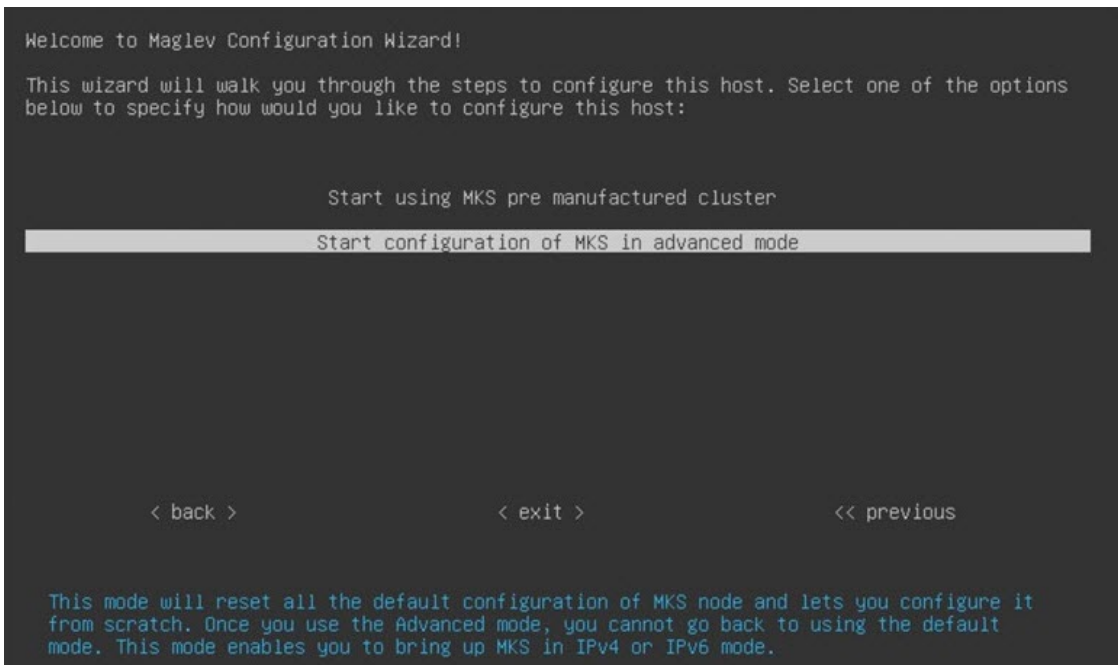 Welcome to Maglev Configuration Wizard!
This wizard will walk you through the steps to configure this host. Select one of the options
below to specify how would you like to configure this host:
Start using MKS pre manufactured cluster
Start configuration of MKS in advanced mode
< back >
< exit >
<< previous
This mode will reset all the default configuration of MKS node and lets you configure it
from scratch. Once you use the Advanced mode, you cannot go back to using the default
mode. This mode enables you to bring up MKS in IPv4 or IPv6 mode.